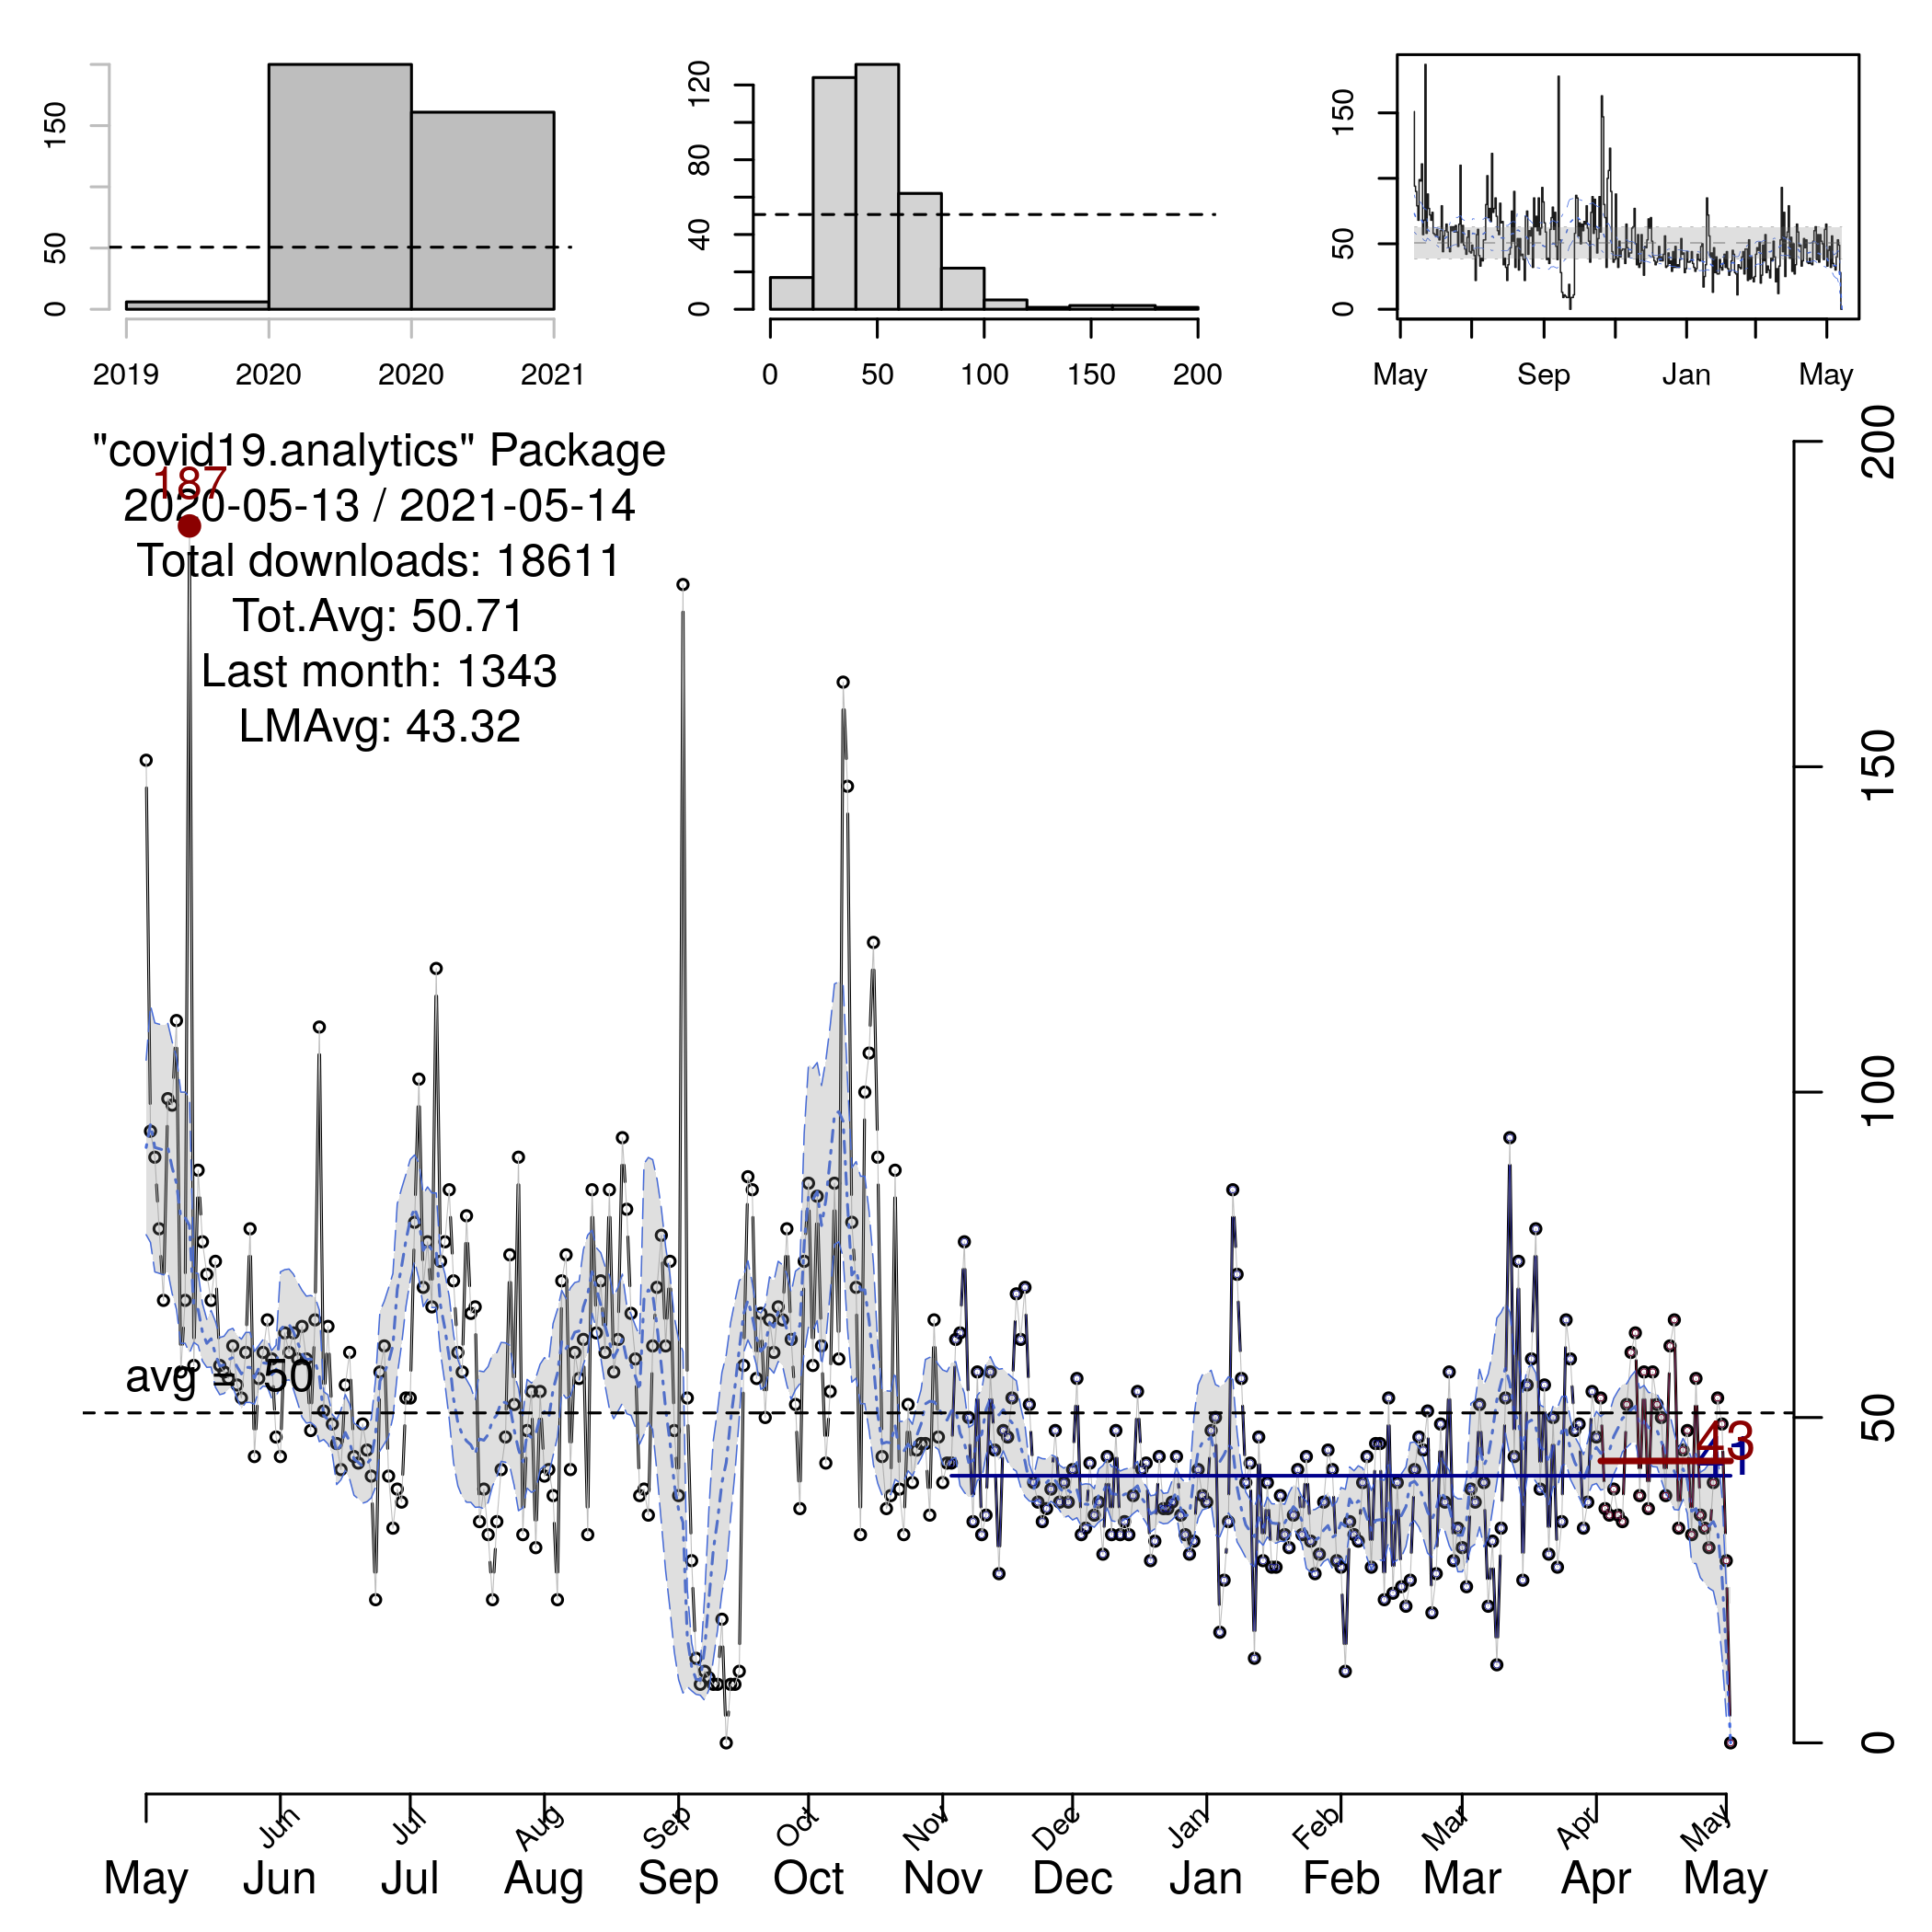 0 50 150
2019 2020 2020 2021
0 40 80 120
0 50 100 150 200
0 50 150
May Sep Jan May
"covid19.analytics" Package
187
2020-05-13 / 2021-05-14
Total downloads: 18611
Tot.Avg: 50.71
Last month: 1343
LMAvg: 43.32
avg = 50
43
41
0 50 100 150 200
Jun Jul Aug Sep Oct Nov Dec Jan Feb Mar Apr May
May Jun Jul Aug Sep Oct Nov Dec Jan Feb Mar Apr May